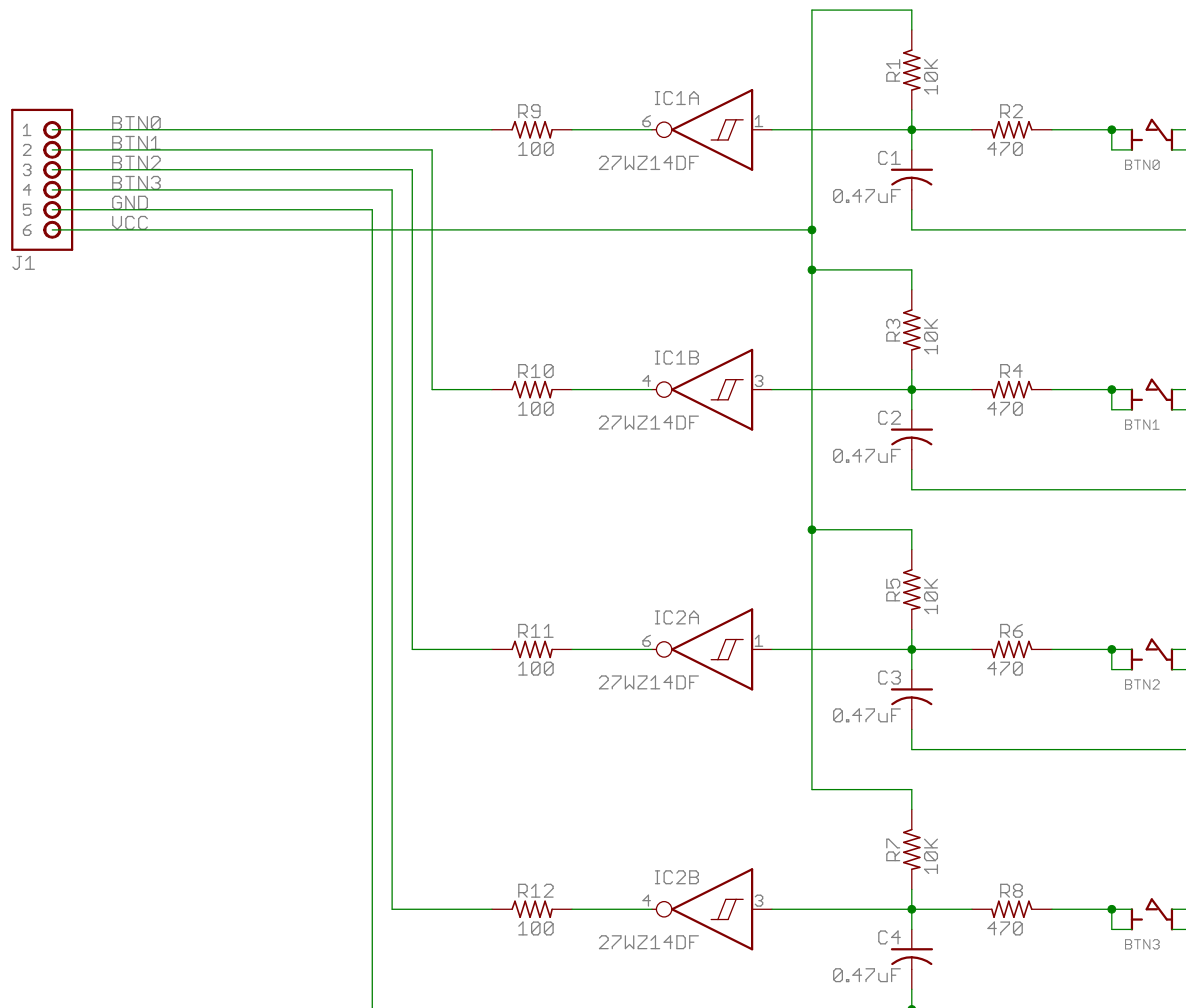 R1
10K
IC1A
R9
R2
6
1
100
27WZ14DF
470
C1
0.47uF
BTN0
1
BTN0
2
BTN1
3
BTN2
4
BTN3
5
GND
6
VCC
J1
R3
10K
IC1B
R10
R4
4
3
100
27WZ14DF
470
C2
0.47uF
BTN1
R5
10K
IC2A
R11
R6
6
1
100
27WZ14DF
470
C3
0.47uF
BTN2
R7
10K
IC2B
R12
R8
4
3
100
27WZ14DF
470
C4
0.47uF
BTN3